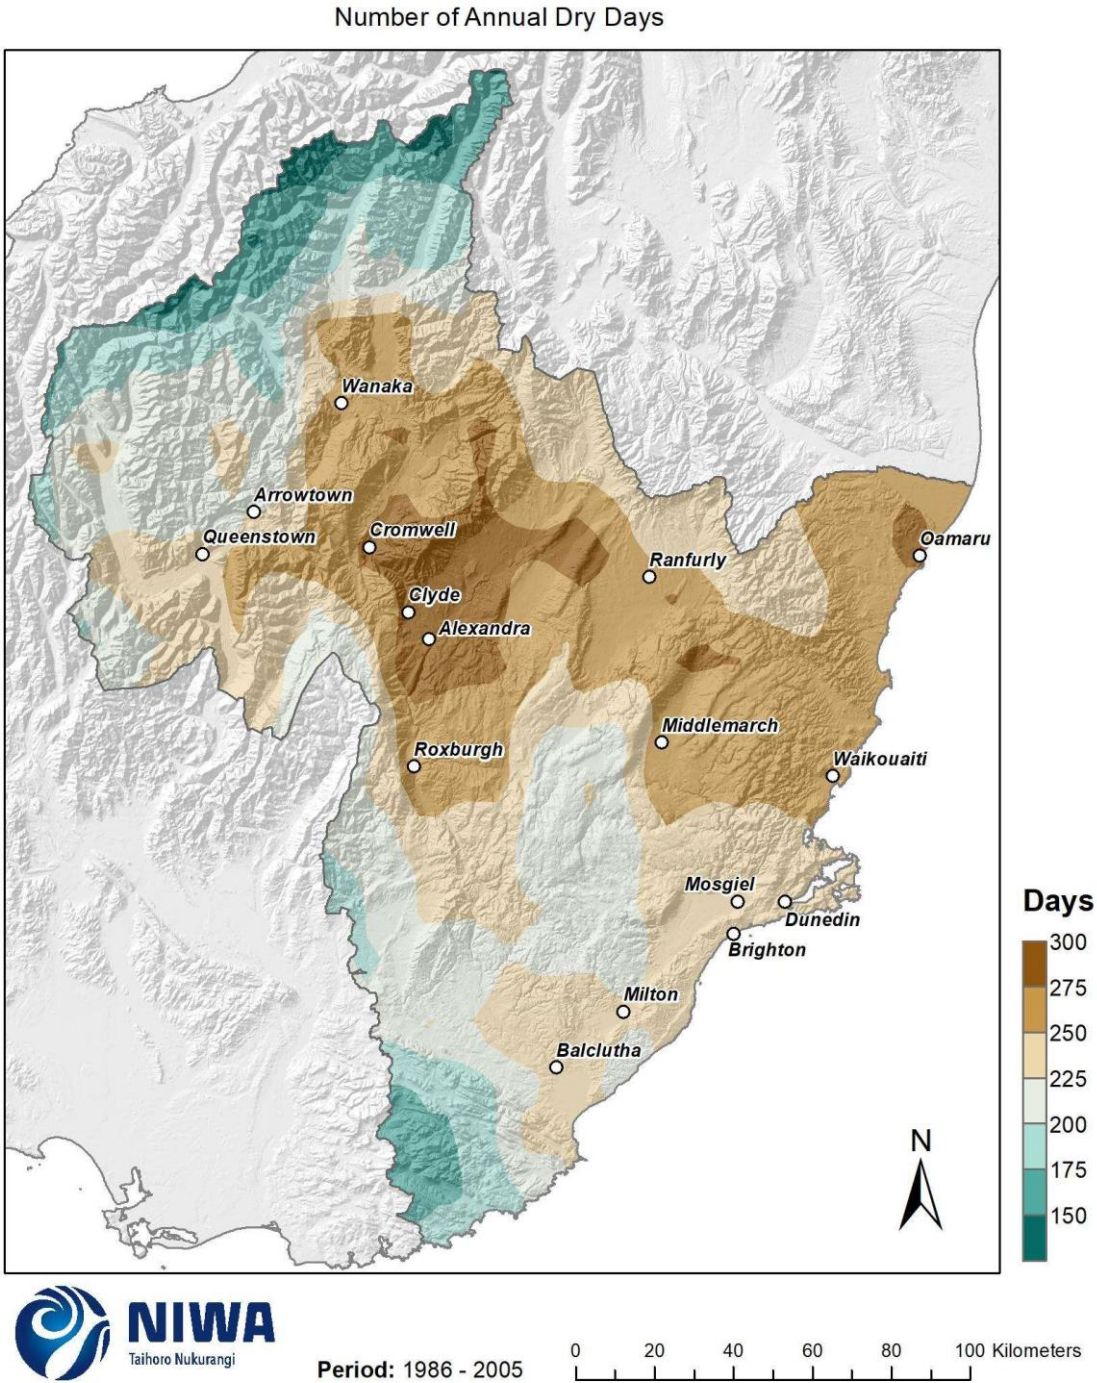 Number of Annual Dry Days
Wanaka
Arrowtown
Queenstown
Cromwell
Oamaru
Ranfurly
Clyde
Alexandra
Middlemarch
Roxburgh
Waikouaiti
Mosgiel
Dunedin
Brighton
Milton
Balclutha
Days
300
275
250
225
200
175
150
N
NIWA
Taihoro Nukurangi
Period: 1986 - 2005
0 20 40 60 80 100 Kilometers